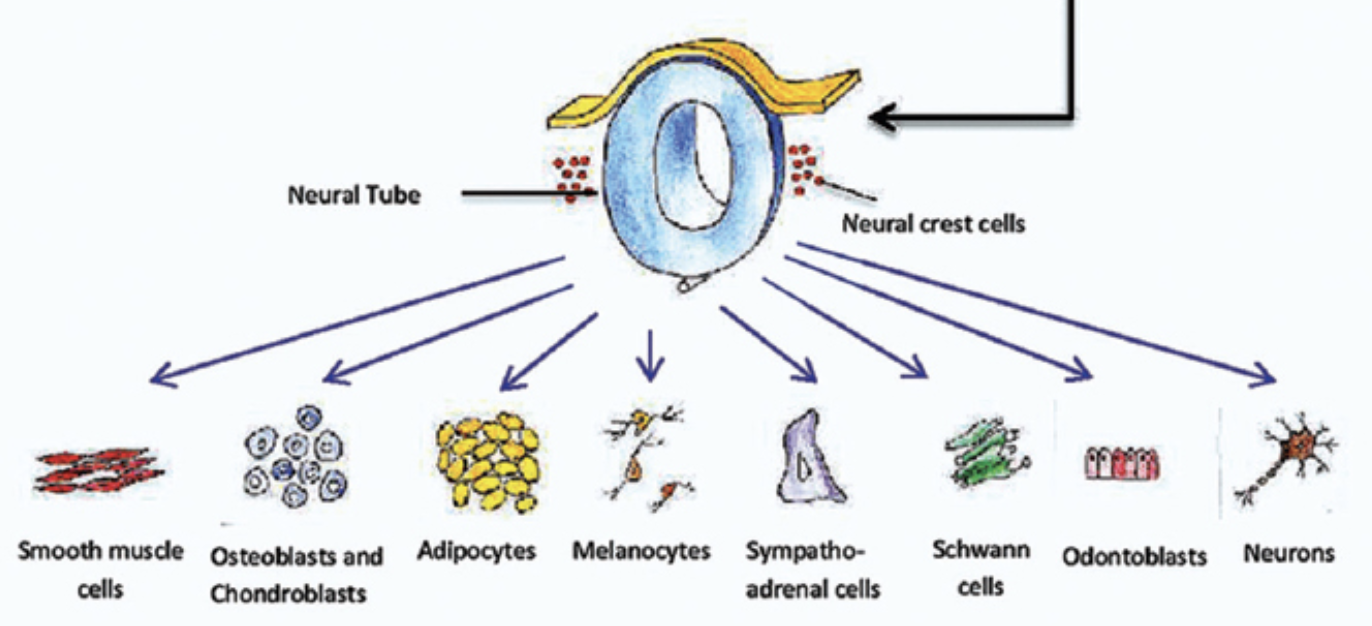 Neural Tube
Neural crest cells
Smooth muscle
cells
Osteoblasts and
Chondroblasts
Adipocytes
Melanocytes
Sympatho-
adrenal cells
Schwann
cells
Odontoblasts
Neurons